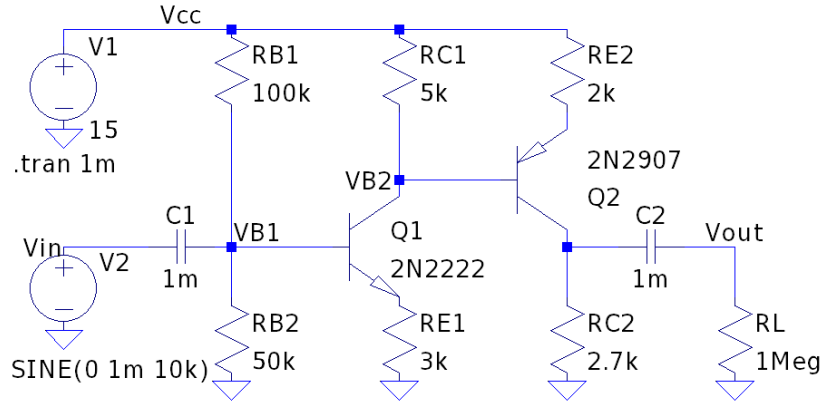 Vcc
V1
RB1
RC1
RE2
100k
5k
2k
15
.tran 1m
2N2907
VB2
Q2
C1
C2
Vin
VB1
Q1
Vout
V2
1m
2N2222
1m
RB2
RE1
RC2
RL
SINE(0 1m 10k)
50k
3k
2.7k
1Meg